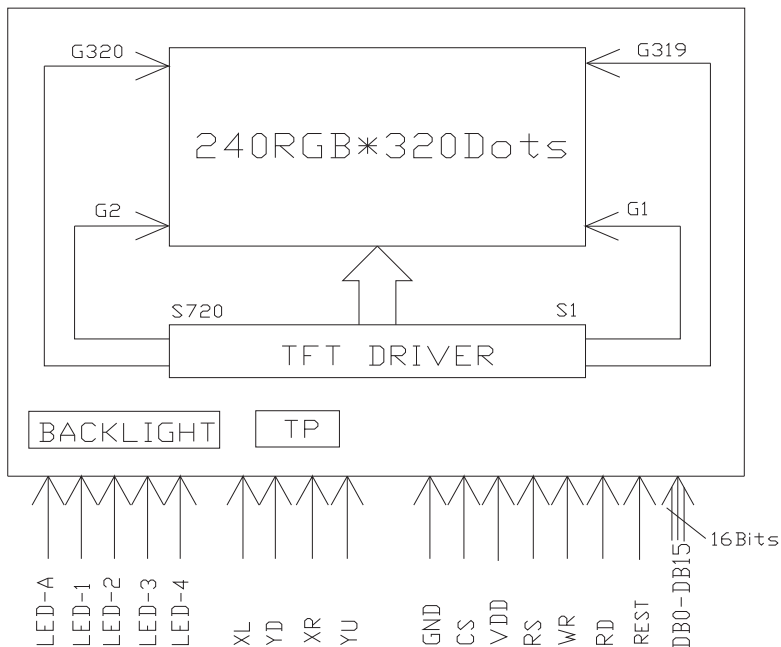 G320
G319
240RGB*320Dots
G2
G1
S720
S1
TFT DRIVER
BACKLIGHT
TP
16Bits
LED-A
LED-1
LED-2
LED-3
LED-4
XL
YD
XR
YU
GND
CS
VDD
RS
WR
RD
REST
DB0-DB15